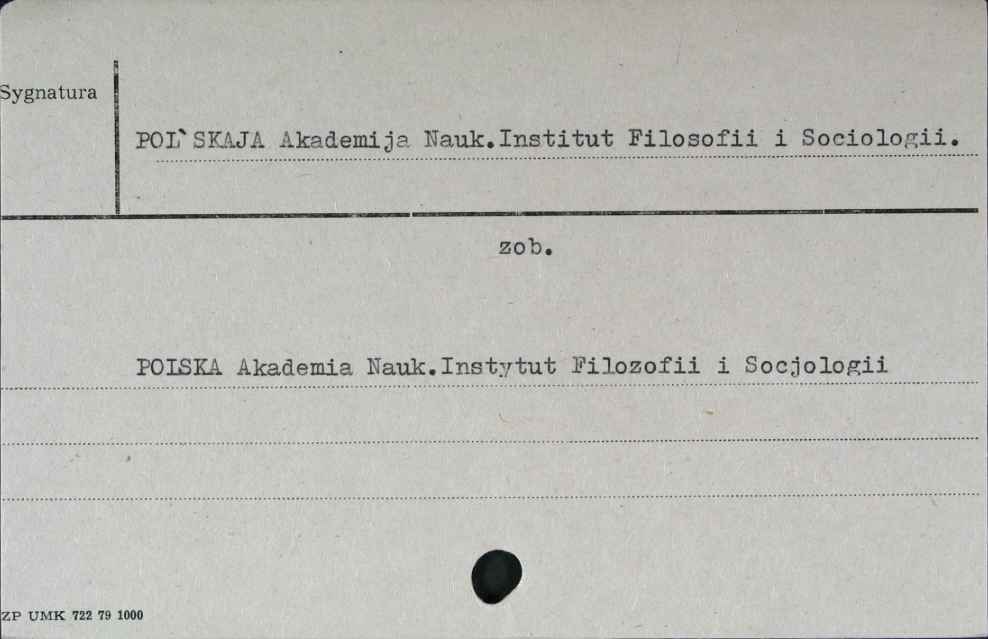 Sygnatura
POL`SKAJA Akademija Nauk.Institut Filosofii i Sociologii.
zob.
POLSKA Akademia Nauk.Instytut Filozofii i Socjologii
ZP UMK 722 79 1000